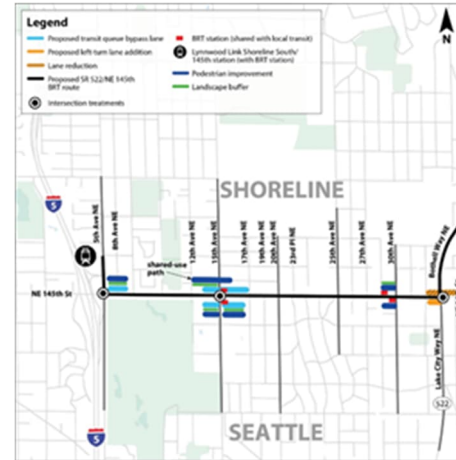 Legend
Proposed transit queue bypass lane
Proposed left turn lane addition
Lane reduction
Proposed SR 522/NE 145th
BRT route
Intersection treatments
BRT station (shared with local transit)
Lynnwood Link Shoreline South/
145th station (with BRT station)
Pedestrian improvement
Landscape buffer
N
SHORELINE
5
5th Ave NE
8th Ave NE
12th Ave NE
15th Ave NE
17th Ave NE
19th Ave NE
20th Ave NE
23rd Pl NE
25th Ave NE
27th Ave NE
30th Ave NE
Bothell Way NE
shared-use
path
NE 145th St
Lake City Way NE
522
SEATTLE
5